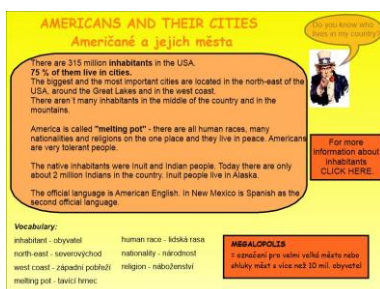 AMERICANS AND THEIR CITIES
Američané a jejich města
Do you know who
lives in my country?
There are 315 million inhabitants in the USA.
75 % of them live in cities.
The biggest and the most important cities are located in the north-east of the
USA, around the Great Lakes and in the west coast.
There aren´t many inhabitants in the middle of the country and in the
mountains.
America is called "melting pot" - there are all human races, many
nationalities and religions on the one place and they live in peace. Americans
are very tolerant people.
The native inhabitants were Inuit and Indian people. Today there are only
about 2 million Indians in the country. Inuit people live in Alaska.
The official language is American English. In New Mexico is Spanish as the
second official language.
For more
information about
inhabitants
CLICK HERE.
Vocabulary:
inhabitant - obyvatel
north-east - severovýchod
west coast - západní pobřeží
melting pot - tavící hrnec
human race - lidská rasa
nationality - národnost
religion - náboženství
MEGALOPOLIS
= označení pro velmi velké město nebo
shluky měst s více než 10 mil. obyvatel